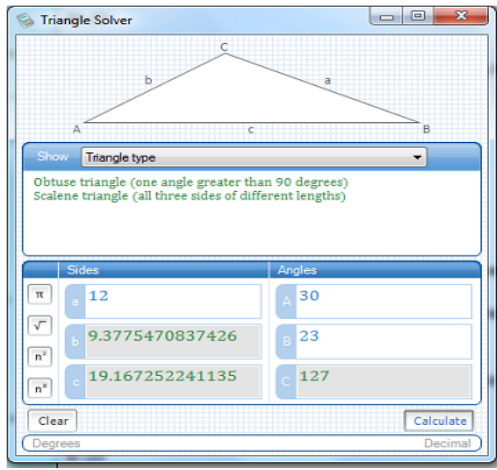 Triangle Solver
C
b
a
A
c
B
Show
Triangle type
Obtuse triangle (one angle greater than 90 degrees)
Scalene triangle (all three sides of different lengths)
Sides
Angles
π
a
12
A
30
√
b
9.3775470837426
B
23
n²
c
19.167252241135
C
127
nˣ
Clear
Calculate
Degrees
Decimal